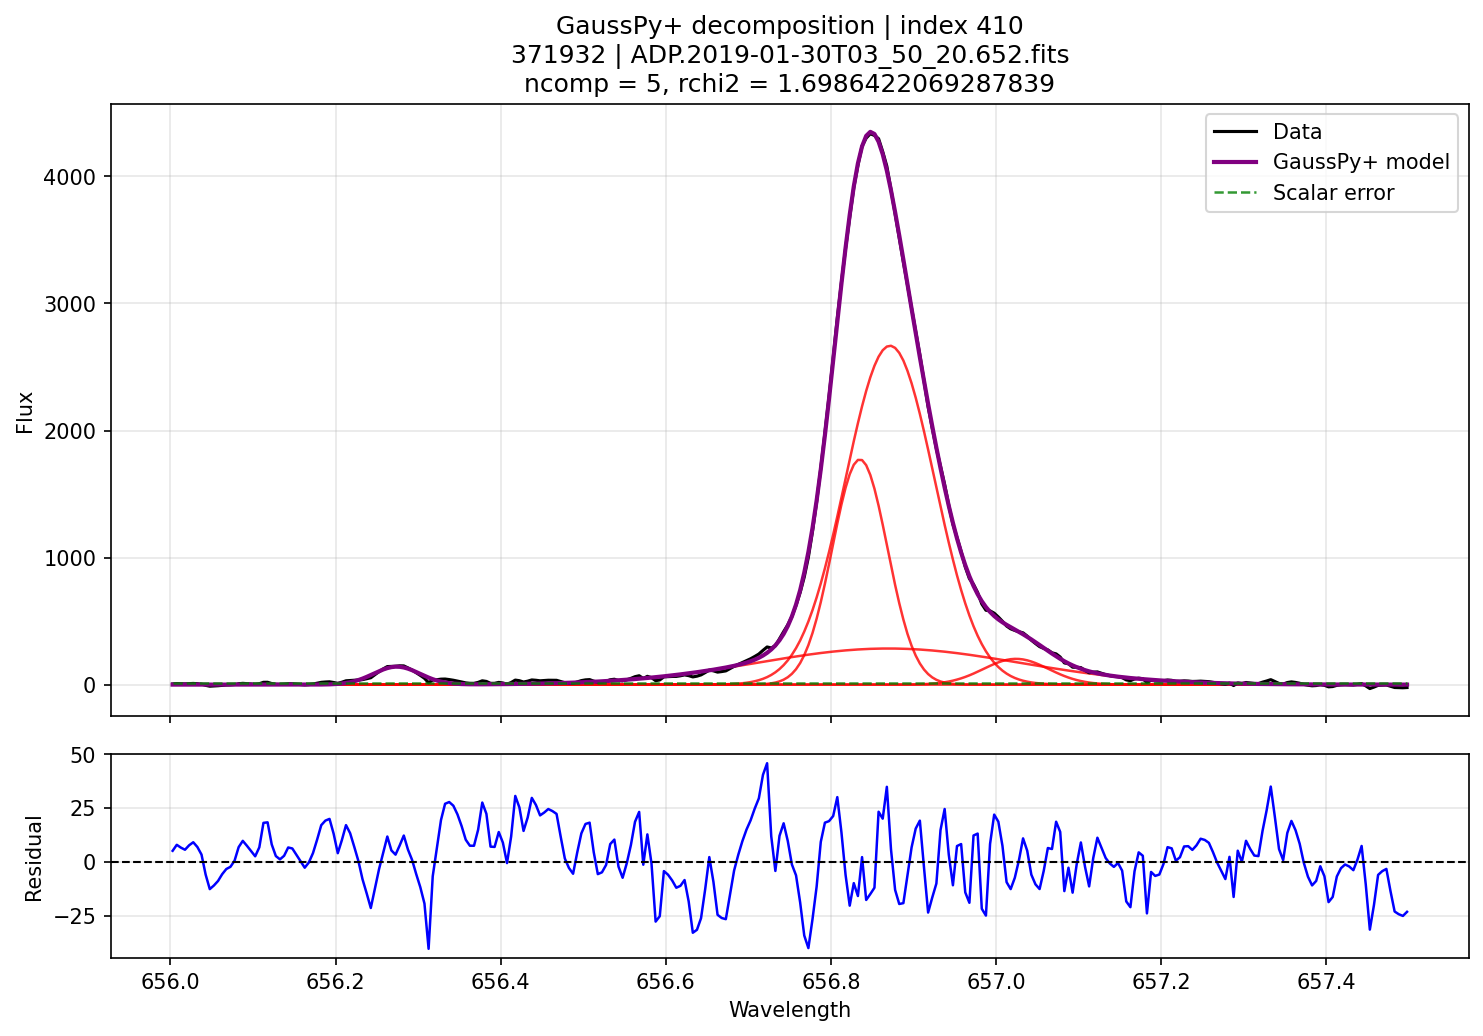 GaussPy+ decomposition | index 410
371932 | ADP.2019-01-30T03_50_20.652.fits
ncomp = 5, rchi2 = 1.6986422069287839
Data
GaussPy+ model
Scalar error
4000
3000
2000
1000
0
Flux
50
25
0
−25
Residual
656.0 656.2 656.4 656.6 656.8 657.0 657.2 657.4
Wavelength